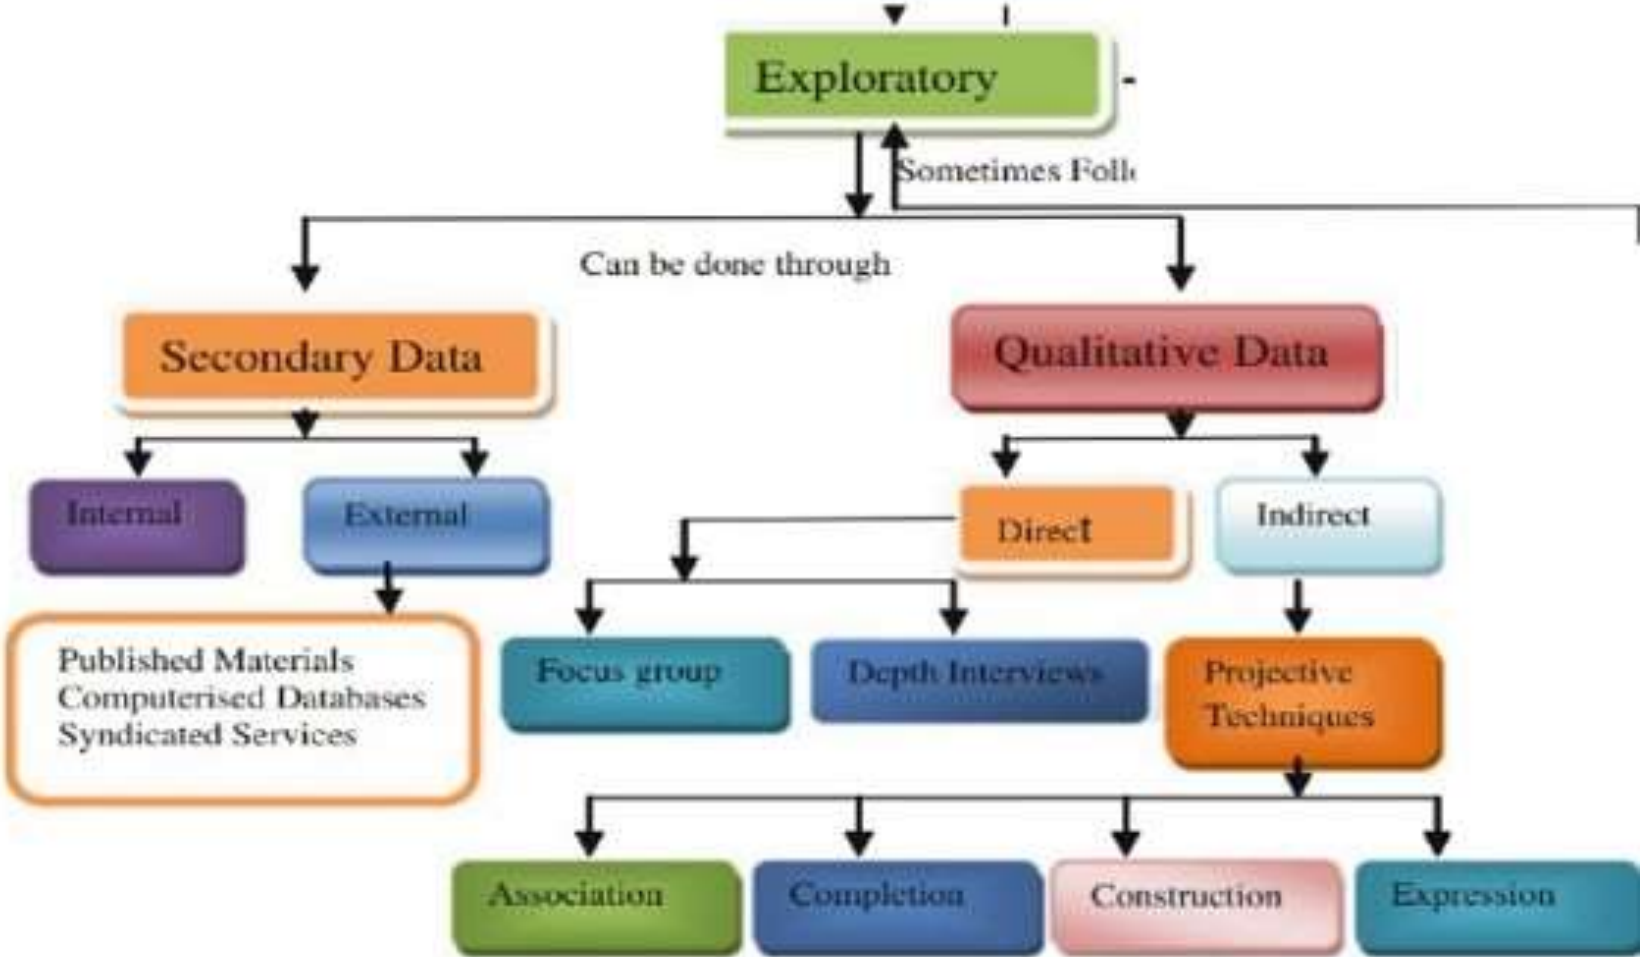 Exploratory
Sometimes
Can be done through
Secondary Data
Qualitative Data
Internal
External
Direct
Indirect
Published Materials
Computerised Databases
Syndicated Services
Focus group
Depth Interviews
Projective
Techniques
Association
Completion
Construction
Expression